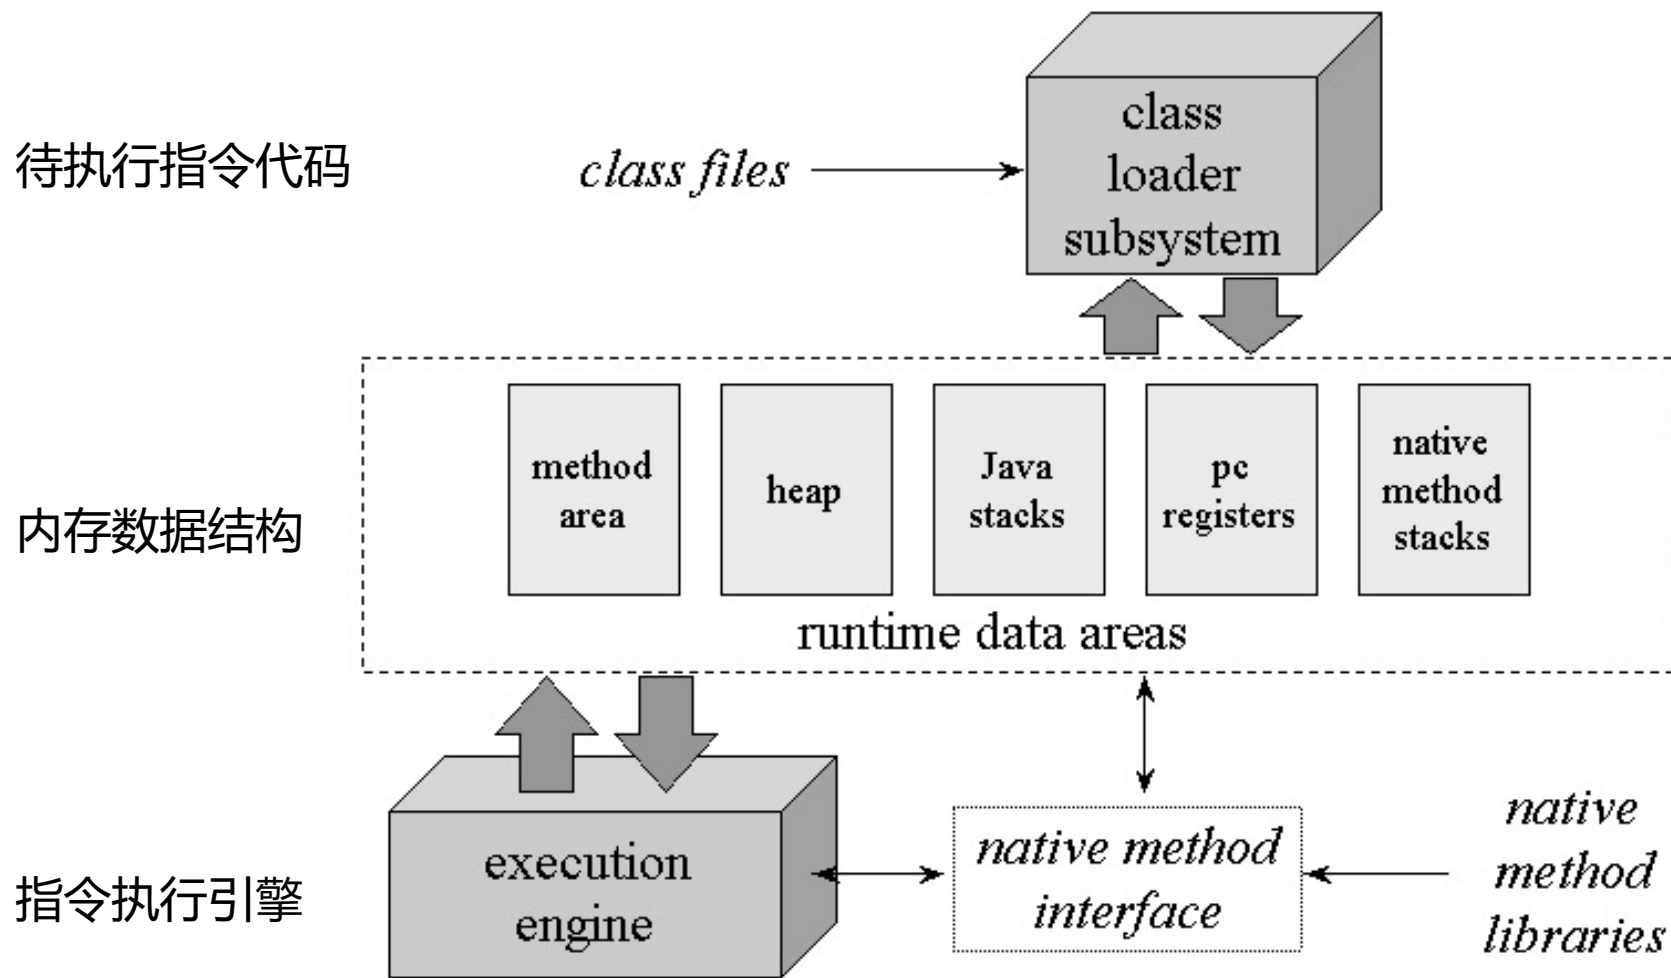 待执行指令代码
class files
class
loader
subsystem
内存数据结构
method
area
heap
Java
stacks
pc
registers
native
method
stacks
runtime data areas
指令执行引擎
execution
engine
native method
interface
native
method
libraries